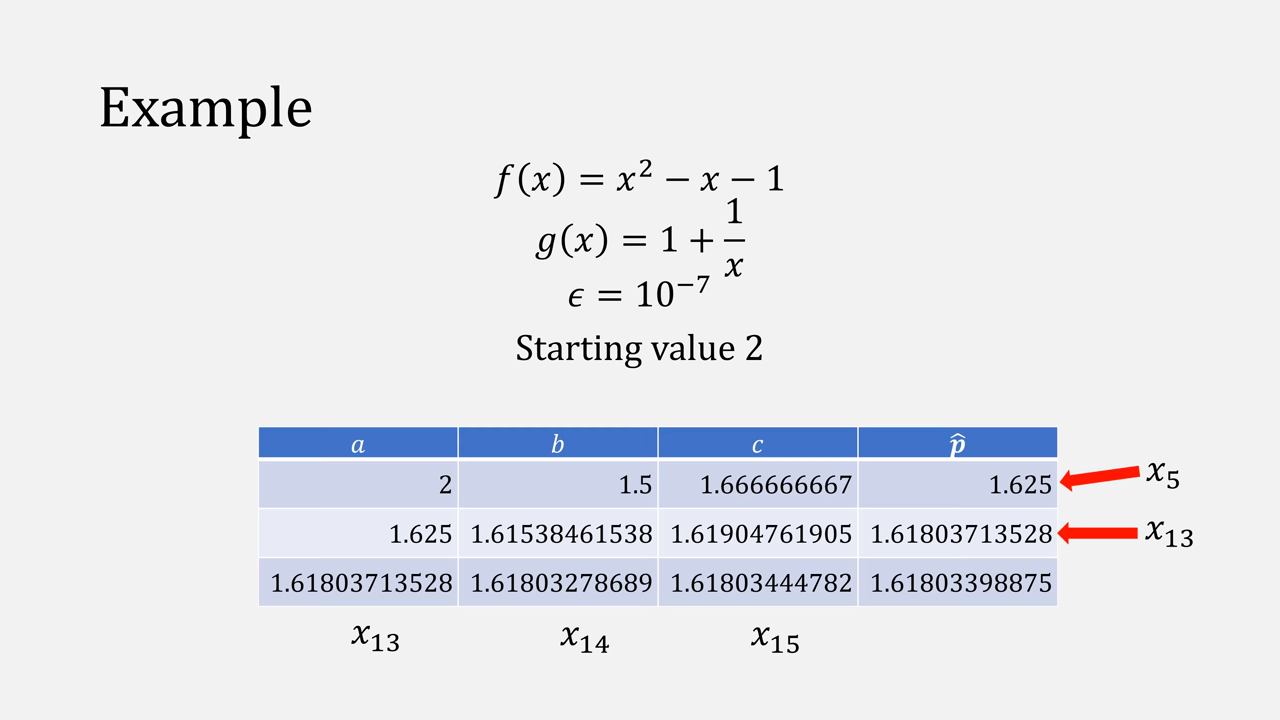 Example
f(x) = x² − x − 1
g(x) = 1 + 1/x
ϵ = 10⁻⁷
Starting value 2
a b c p̂
2 1.5 1.666666667 1.625 x₅
1.625 1.61538461538 1.61904761905 1.61803713528 x₁₃
1.61803713528 1.61803278689 1.61803444782 1.61803398875
x₁₃ x₁₄ x₁₅